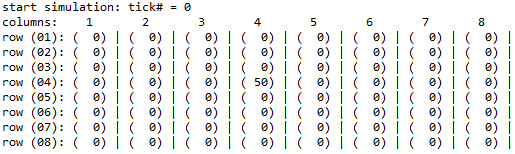 start simulation: tick# = 0
columns:    1       2       3       4       5       6       7       8
row (01): (  0) | (  0) | (  0) | (  0) | (  0) | (  0) | (  0) | (  0) |
row (02): (  0) | (  0) | (  0) | (  0) | (  0) | (  0) | (  0) | (  0) |
row (03): (  0) | (  0) | (  0) | (  0) | (  0) | (  0) | (  0) | (  0) |
row (04): (  0) | (  0) | (  0) | ( 50) | (  0) | (  0) | (  0) | (  0) |
row (05): (  0) | (  0) | (  0) | (  0) | (  0) | (  0) | (  0) | (  0) |
row (06): (  0) | (  0) | (  0) | (  0) | (  0) | (  0) | (  0) | (  0) |
row (07): (  0) | (  0) | (  0) | (  0) | (  0) | (  0) | (  0) | (  0) |
row (08): (  0) | (  0) | (  0) | (  0) | (  0) | (  0) | (  0) | (  0) |